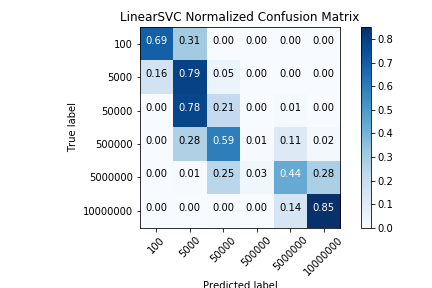 LinearSVC Normalized Confusion Matrix
True label
100 0.69 0.31 0.00 0.00 0.00 0.00
5000 0.16 0.79 0.05 0.00 0.00 0.00
50000 0.00 0.78 0.21 0.00 0.01 0.00
500000 0.00 0.28 0.59 0.01 0.11 0.02
5000000 0.00 0.01 0.25 0.03 0.44 0.28
10000000 0.00 0.00 0.00 0.00 0.14 0.85
100 5000 50000 500000 5000000 10000000
Predicted label
0.8
0.7
0.6
0.5
0.4
0.3
0.2
0.1
0.0